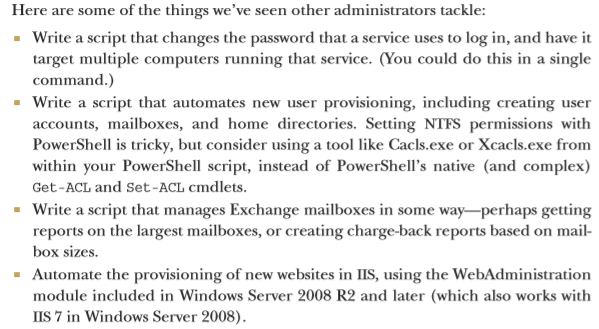 Here are some of the things we've seen other administrators tackle:
■ Write a script that changes the password that a service uses to log in, and have it
target multiple computers running that service. (You could do this in a single
command.)
■ Write a script that automates new user provisioning, including creating user
accounts, mailboxes, and home directories. Setting NTFS permissions with
PowerShell is tricky, but consider using a tool like Cacls.exe or Xcacls.exe from
within your PowerShell script, instead of PowerShell's native (and complex)
Get-ACL and Set-ACL cmdlets.
■ Write a script that manages Exchange mailboxes in some way—perhaps getting
reports on the largest mailboxes, or creating charge-back reports based on mail-
box sizes.
■ Automate the provisioning of new websites in IIS, using the WebAdministration
module included in Windows Server 2008 R2 and later (which also works with
IIS 7 in Windows Server 2008).